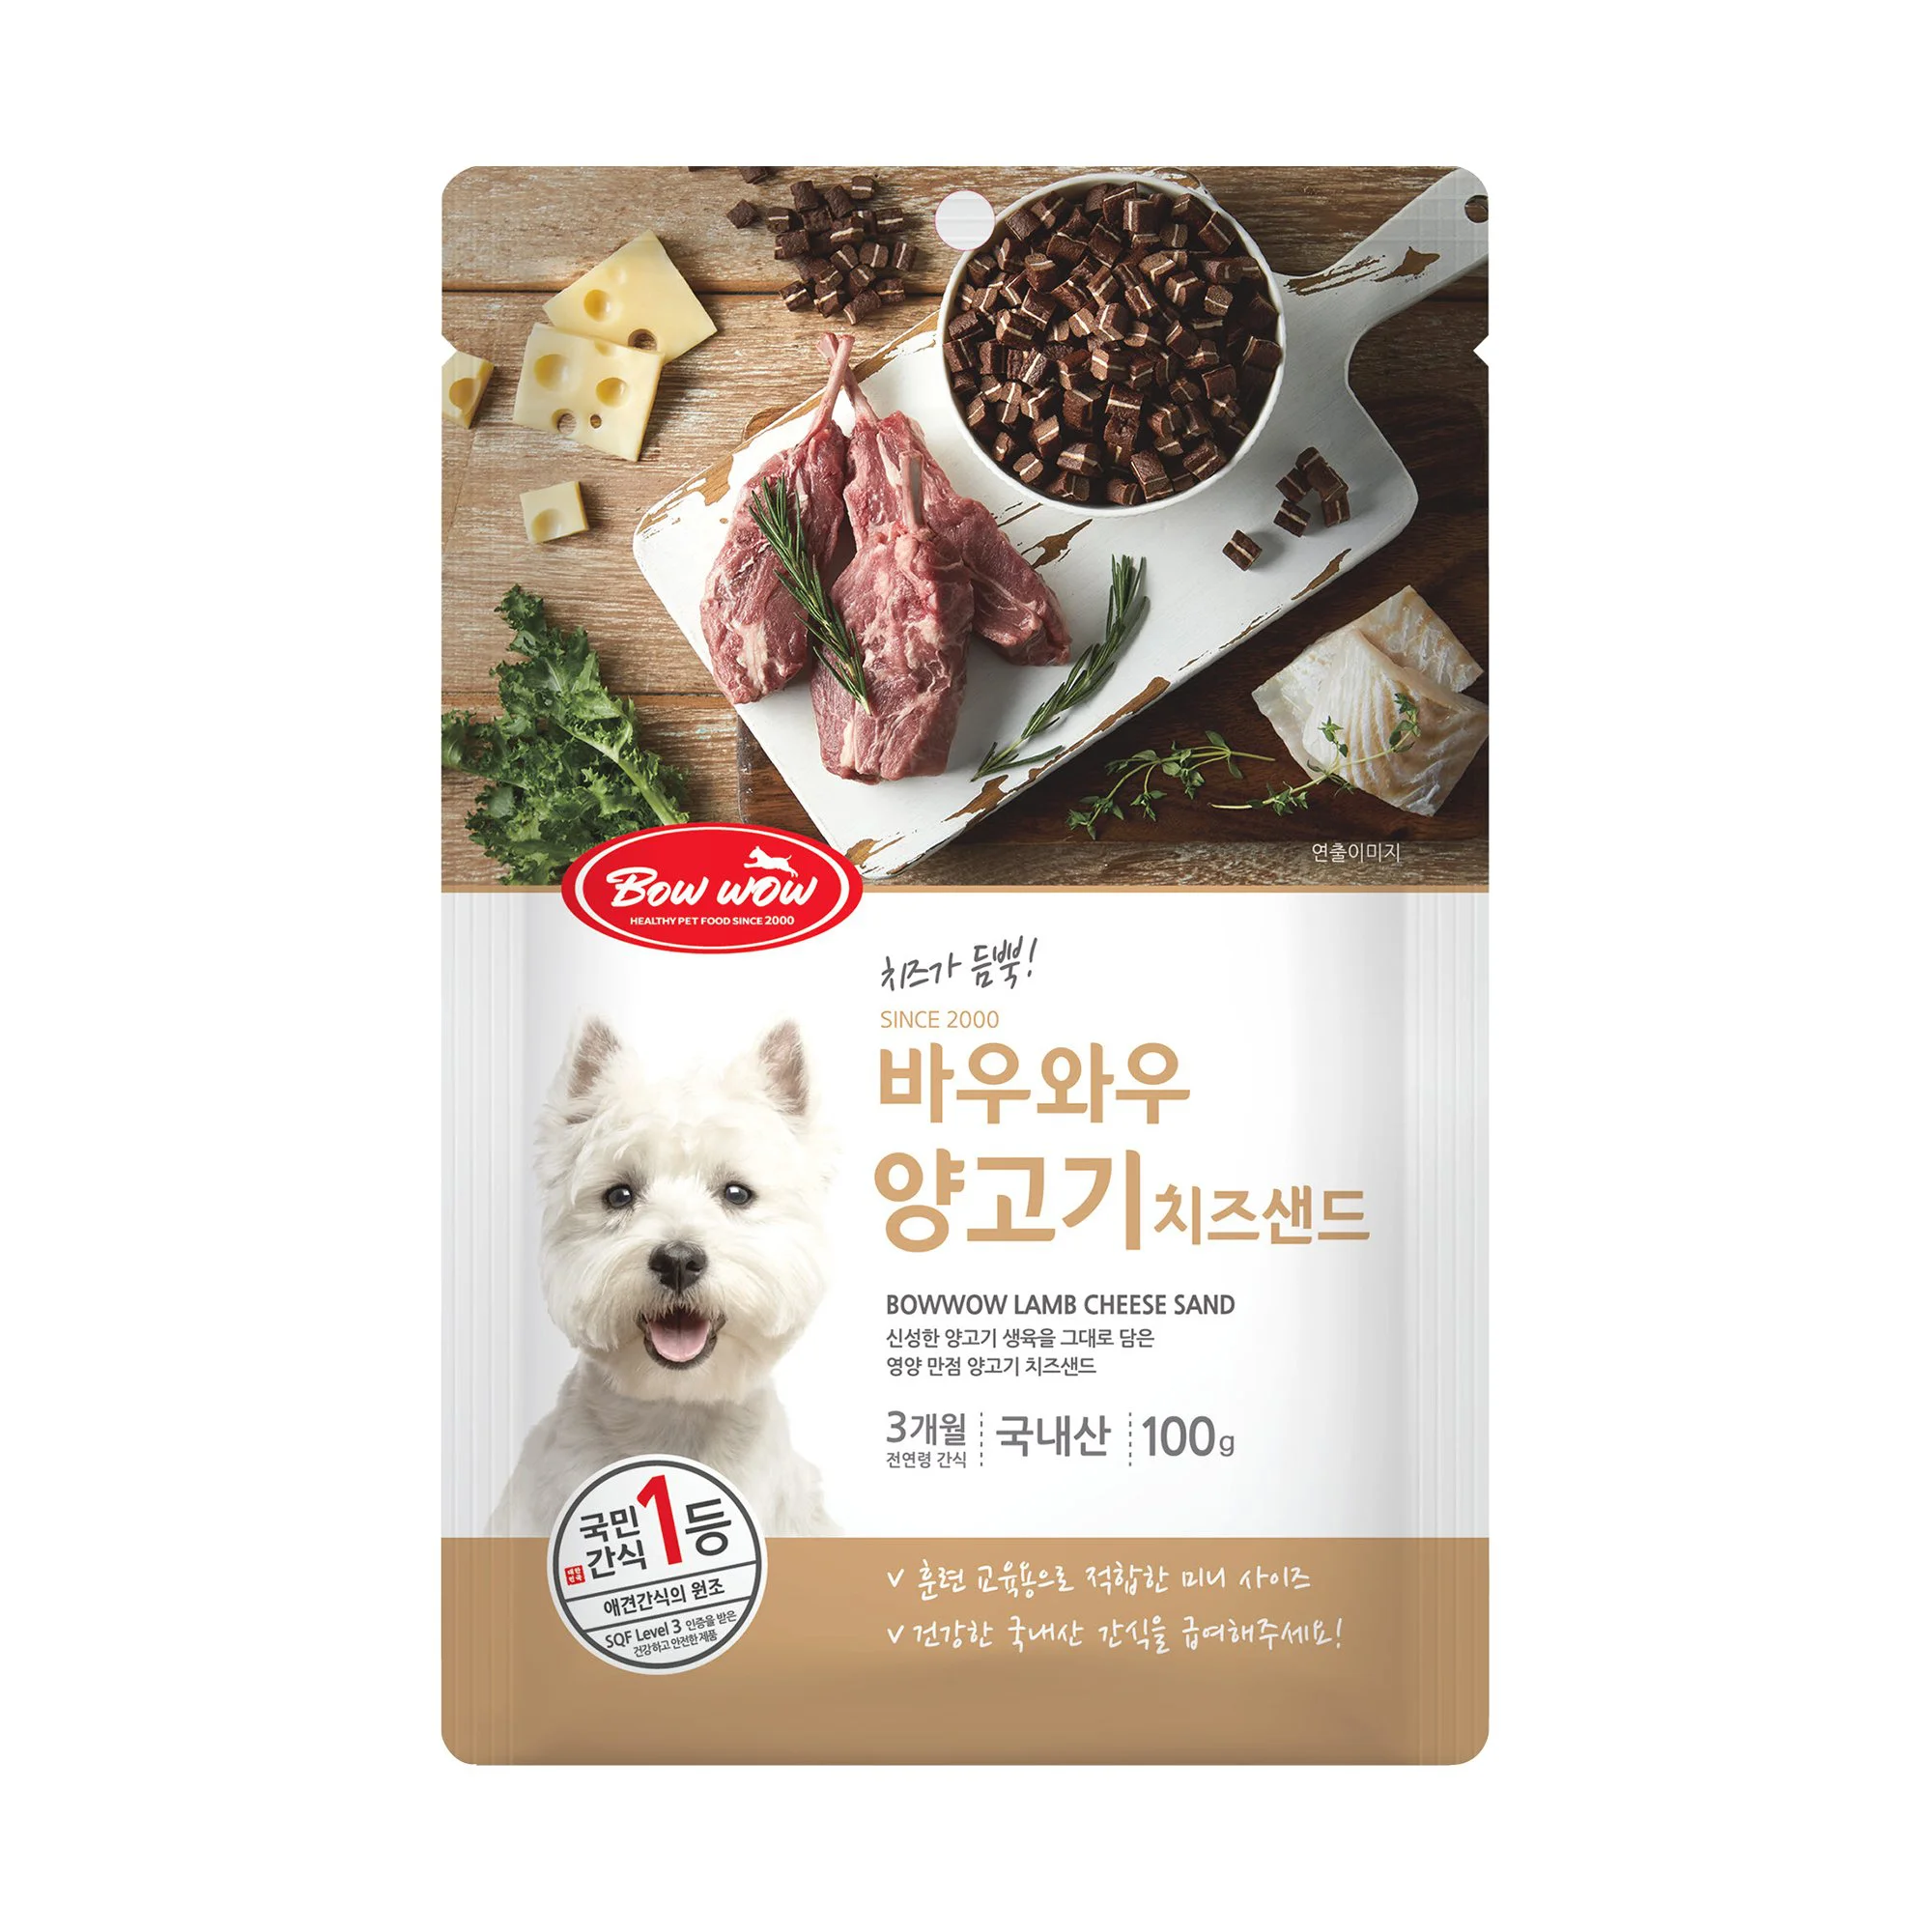 연출이미지
Bow wow
HEALTHY PET FOOD SINCE 2000
치즈가 듬뿍!
SINCE 2000
바우와우
양고기 치즈샌드
BOWWOW LAMB CHEESE SAND
신성한 양고기 생육을 그대로 담은
영양 만점 양고기 치즈샌드
3개월
전연령 간식
국내산
100g
국민
간식
1등
대한
민국
애견간식의 원조
SQF Level 3 인증을 받은
건강하고 안전한 제품
v 훈련 교육용으로 적합한 미니 사이즈
v 건강한 국내산 간식을 급여해주세요!